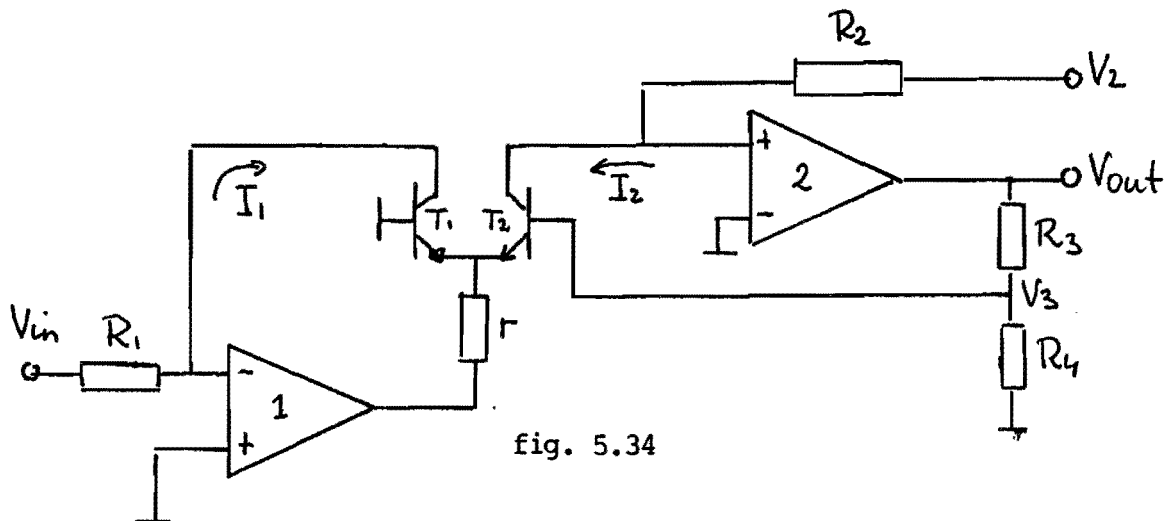 R2
V2
+
2
-
Vout
I1
I2
T1
T2
R3
V3
Vin
R1
r
R4
-
1
+
fig. 5.34